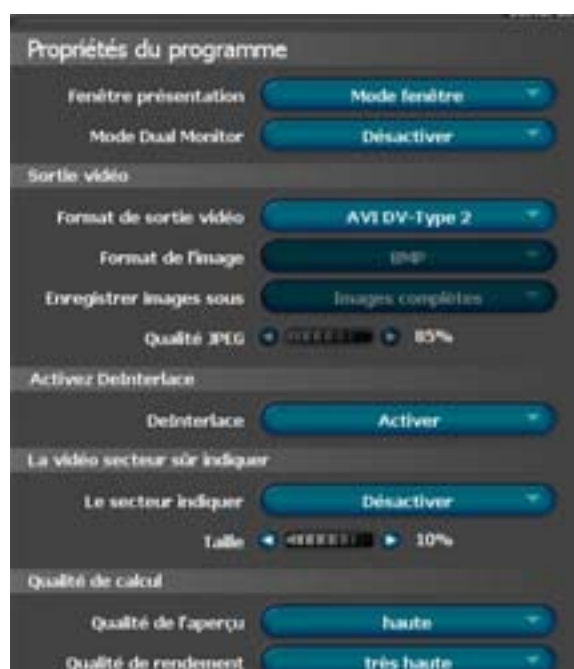 Propriétés du programme
Fenêtre présentation Mode fenêtre
Mode Dual Monitor Désactiver
Sortie vidéo
Format de sortie vidéo AVI DV-Type 2
Format de l'image BMP
Enregistrer images sous Images complètes
Qualité JPEG 85%
Activez DeInterlace
DeInterlace Activer
La vidéo secteur sûr indiquer
Le secteur indiquer Désactiver
Taille 10%
Qualité de calcul
Qualité de l'aperçu haute
Qualité de rendement très haute